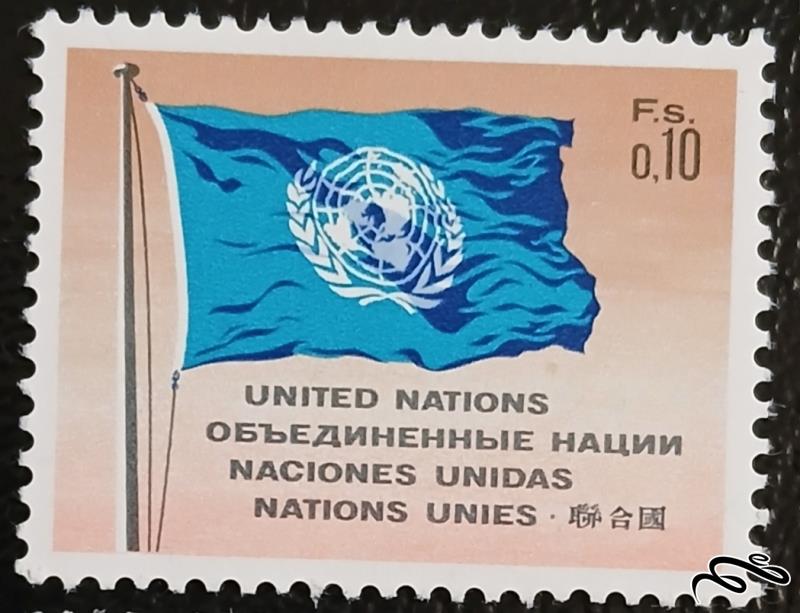 F.s.
0,10
UNITED NATIONS
ОБЪЕДИНЕННЫЕ НАЦИИ
NACIONES UNIDAS
NATIONS UNIES · 聯合國